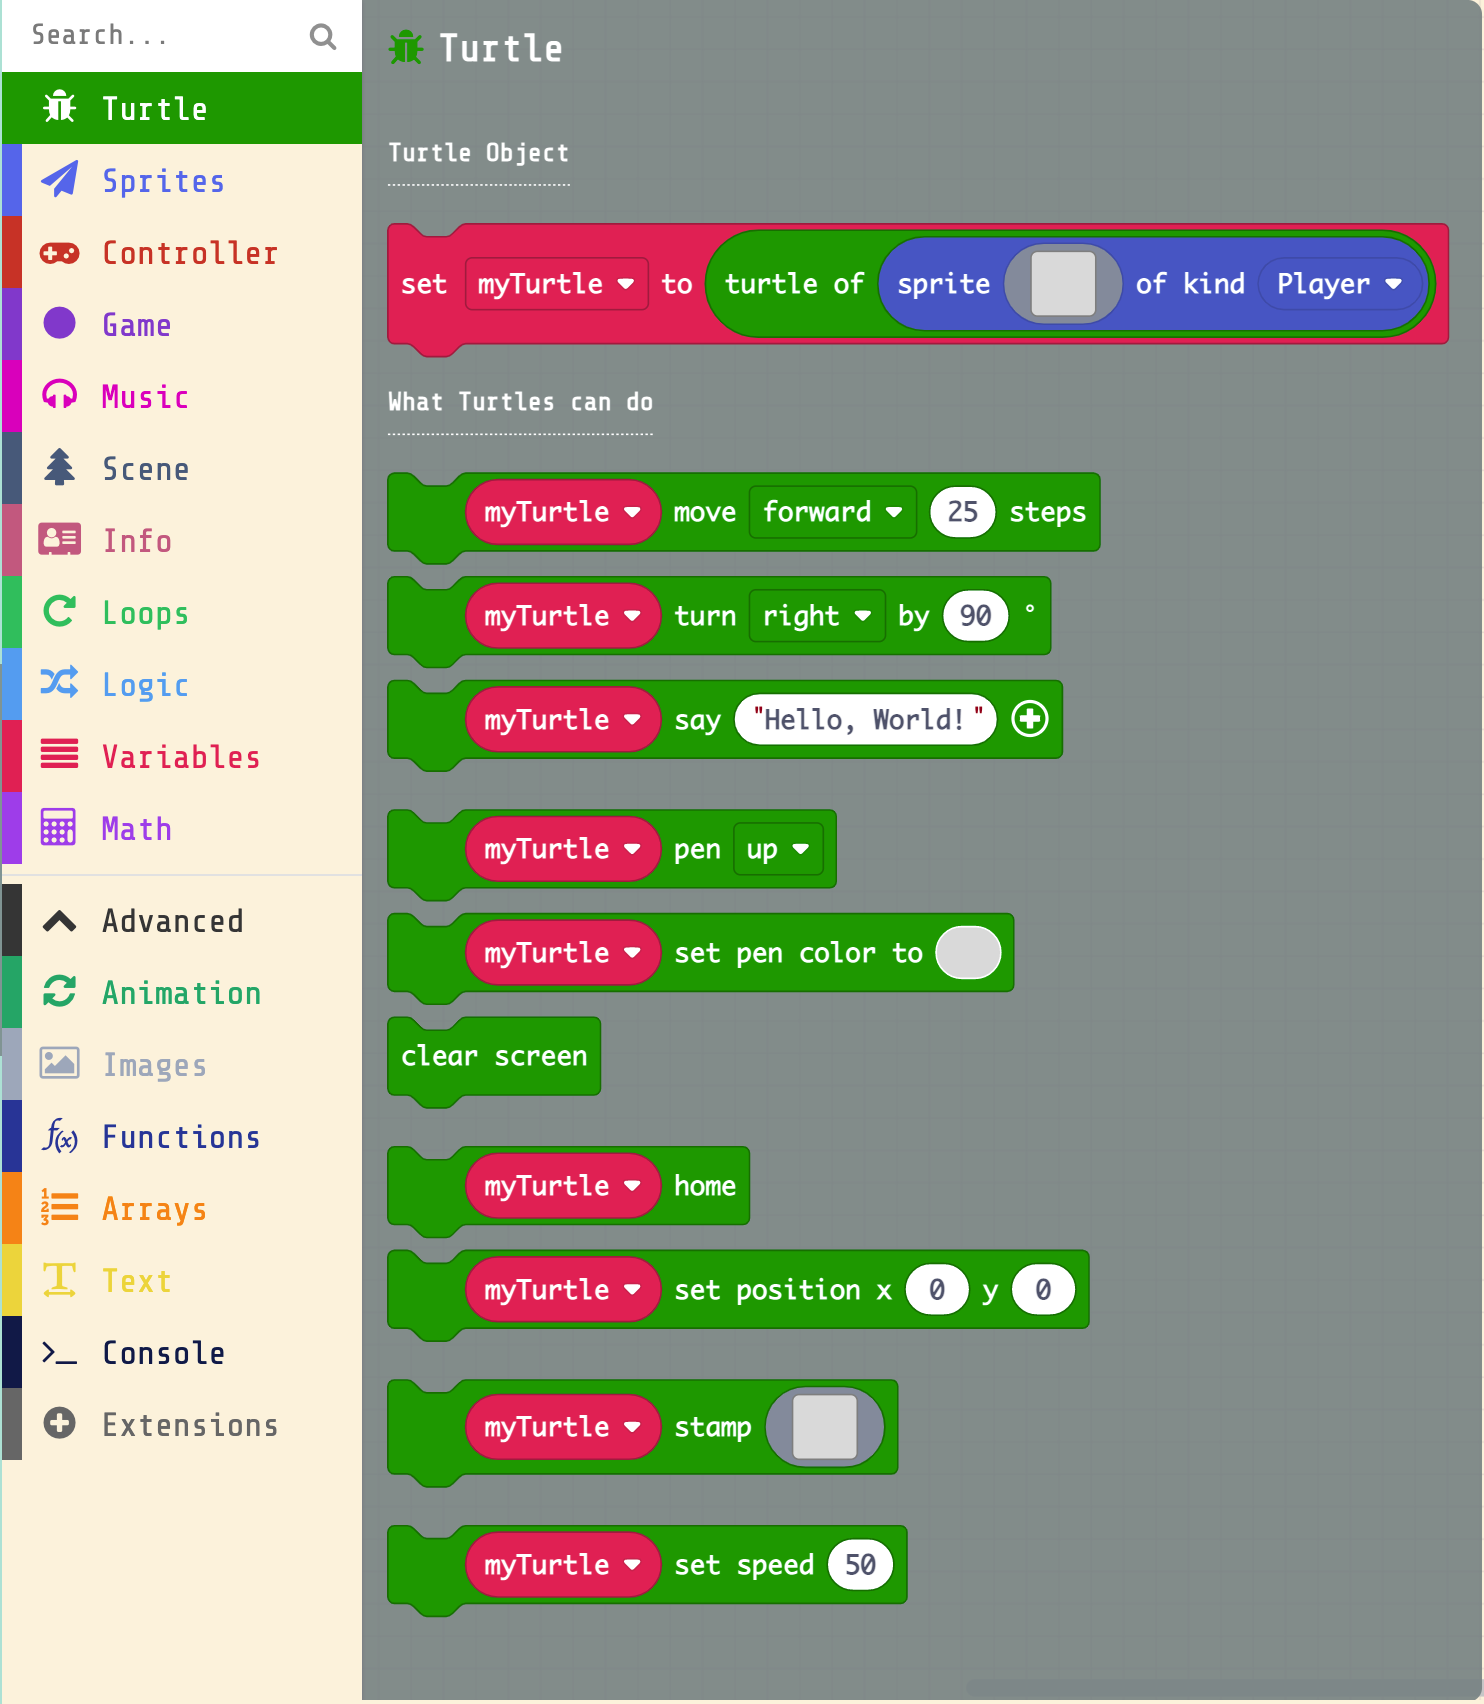 Search...
Turtle
Sprites
Controller
Game
Music
Scene
Info
Loops
Logic
Variables
Math
Advanced
Animation
Images
Functions
Arrays
Text
Console
Extensions
Turtle
Turtle Object
set myTurtle to turtle of sprite of kind Player
What Turtles can do
myTurtle move forward 25 steps
myTurtle turn right by 90 °
myTurtle say "Hello, World!"
myTurtle pen up
myTurtle set pen color to
clear screen
myTurtle home
myTurtle set position x 0 y 0
myTurtle stamp
myTurtle set speed 50